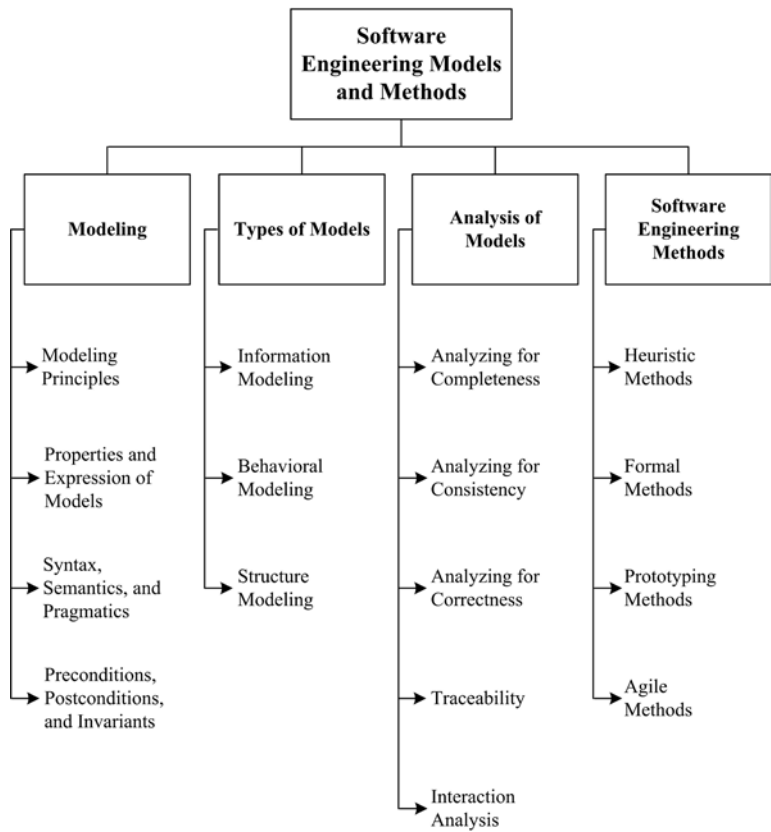 Software
Engineering Models
and Methods
Modeling
Modeling
Principles
Properties and
Expression of
Models
Syntax,
Semantics, and
Pragmatics
Preconditions,
Postconditions,
and Invariants
Types of Models
Information
Modeling
Behavioral
Modeling
Structure
Modeling
Analysis of
Models
Analyzing for
Completeness
Analyzing for
Consistency
Analyzing for
Correctness
Traceability
Interaction
Analysis
Software
Engineering
Methods
Heuristic
Methods
Formal
Methods
Prototyping
Methods
Agile
Methods